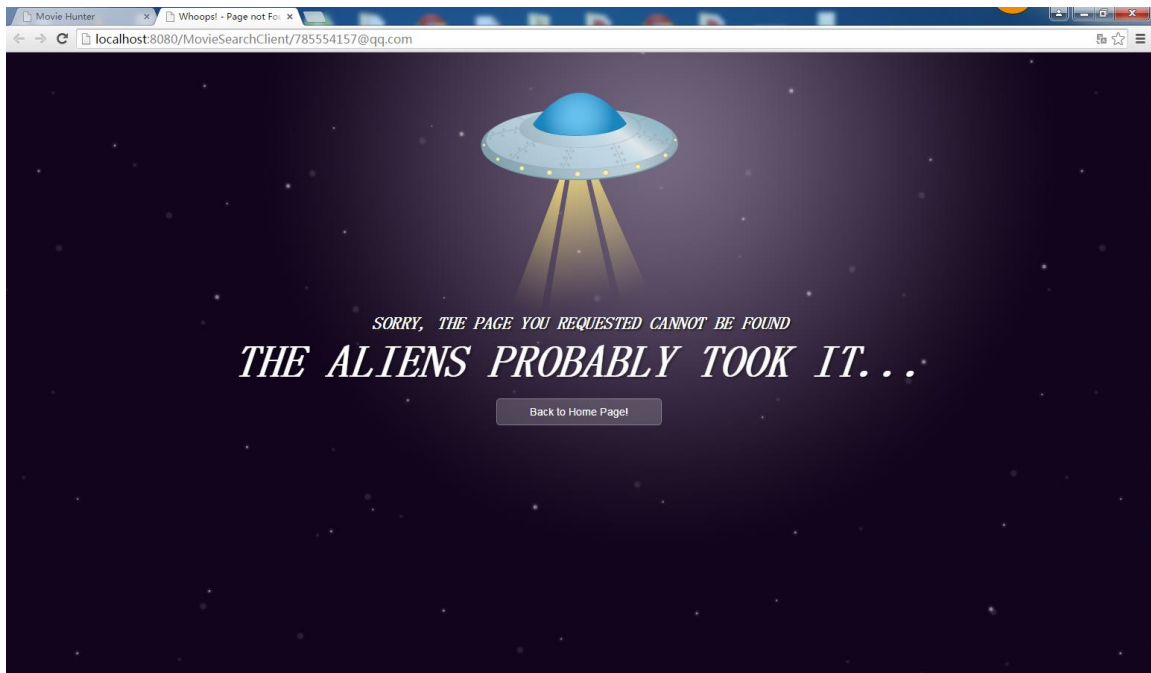 Movie Hunter
Whoops! - Page not Fou
localhost:8080/MovieSearchClient/785554157@qq.com
SORRY, THE PAGE YOU REQUESTED CANNOT BE FOUND
THE ALIENS PROBABLY TOOK IT...
Back to Home Page!